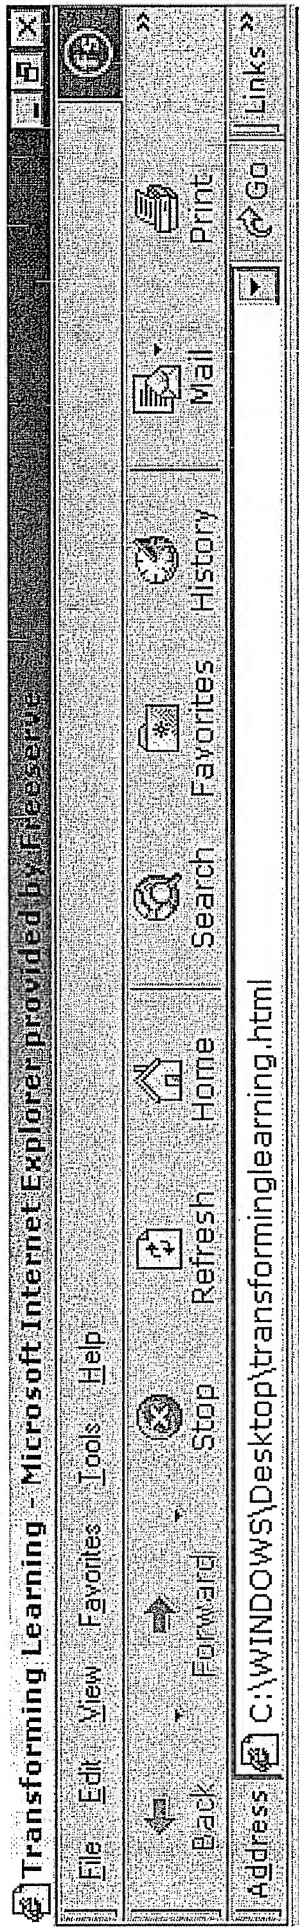 Transforming Learning - Microsoft Internet Explorer provided by Freeserve
File Edit View Favorites Tools Help
fs
Back Forward Stop Refresh Home Search Favorites History Mail Print »
Address C:\WINDOWS\Desktop\transforminglearning.html Go Links »